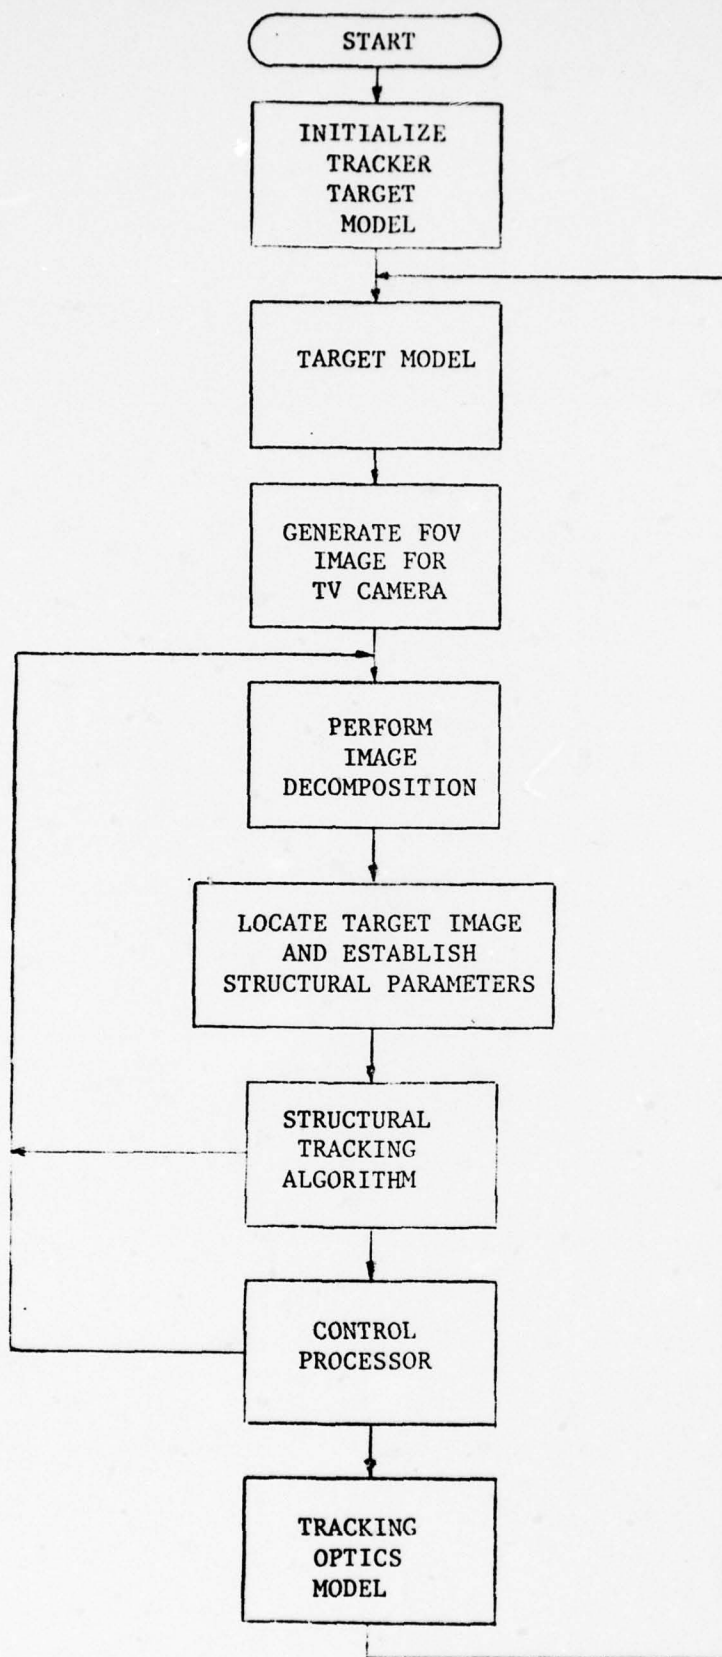 START
INITIALIZE
TRACKER
TARGET
MODEL
TARGET MODEL
GENERATE FOV
IMAGE FOR
TV CAMERA
PERFORM
IMAGE
DECOMPOSITION
LOCATE TARGET IMAGE
AND ESTABLISH
STRUCTURAL PARAMETERS
STRUCTURAL
TRACKING
ALGORITHM
CONTROL
PROCESSOR
TRACKING
OPTICS
MODEL